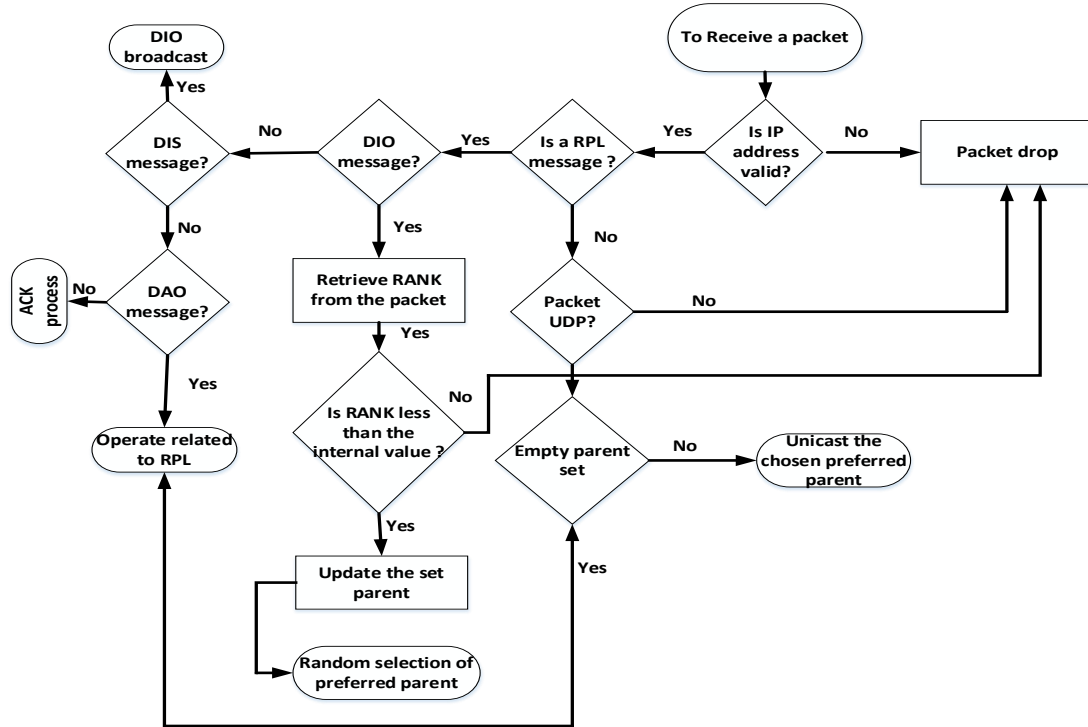 DIO
broadcast
To Receive a packet
Yes
DIS
message?
No
DIO
message?
Yes
Is a RPL
message ?
Yes
Is IP
address
valid?
No
Packet drop
No
Yes
No
ACK
process
No
DAO
message?
Retrieve RANK
from the packet
Packet
UDP?
No
Yes
Yes
Is RANK less
than the
internal value ?
No
Operate related
to RPL
Empty parent
set
No
Unicast the
chosen preferred
parent
Yes
Yes
Update the set
parent
Random selection of
preferred parent